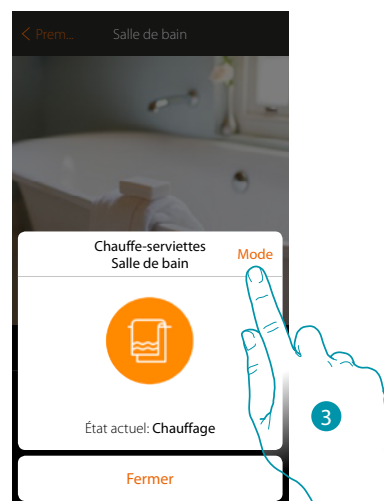 < Prem... Salle de bain
Chauffe-serviettes
Salle de bain
Mode
État actuel: Chauffage
3
Fermer